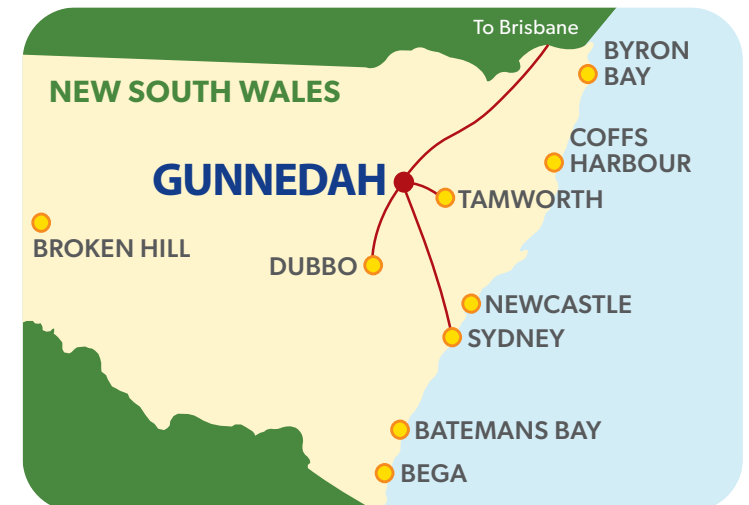 To Brisbane
BYRON
BAY
NEW SOUTH WALES
COFFS
HARBOUR
GUNNEDAH
TAMWORTH
BROKEN HILL
DUBBO
NEWCASTLE
SYDNEY
BATEMANS BAY
BEGA